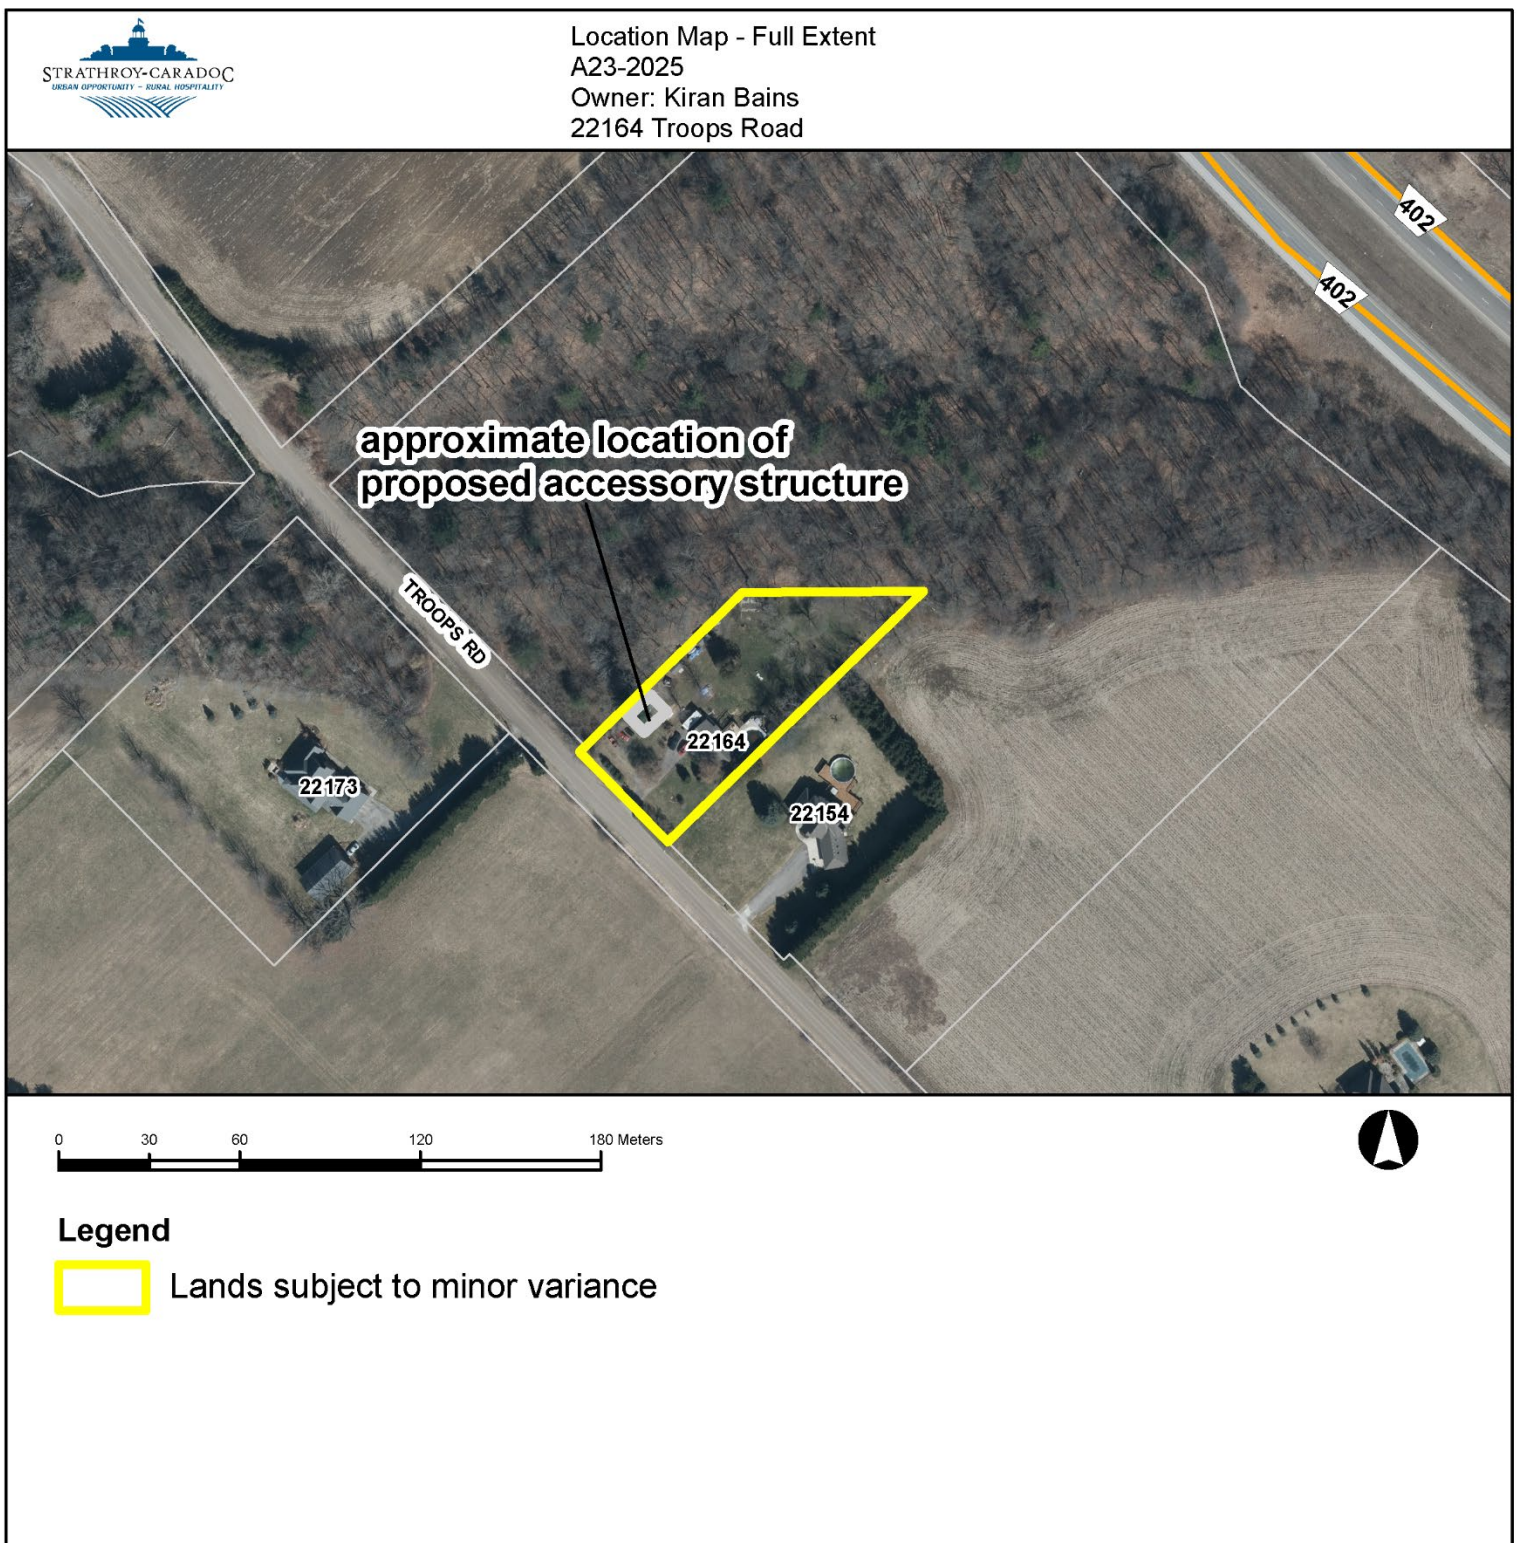 STRATHROY-CARADOC
URBAN OPPORTUNITY - RURAL HOSPITALITY
Location Map - Full Extent
A23-2025
Owner: Kiran Bains
22164 Troops Road
402
402
approximate location of
proposed accessory structure
TROOPS RD
22164
22173
22154
0 30 60 120 180 Meters
Legend
Lands subject to minor variance